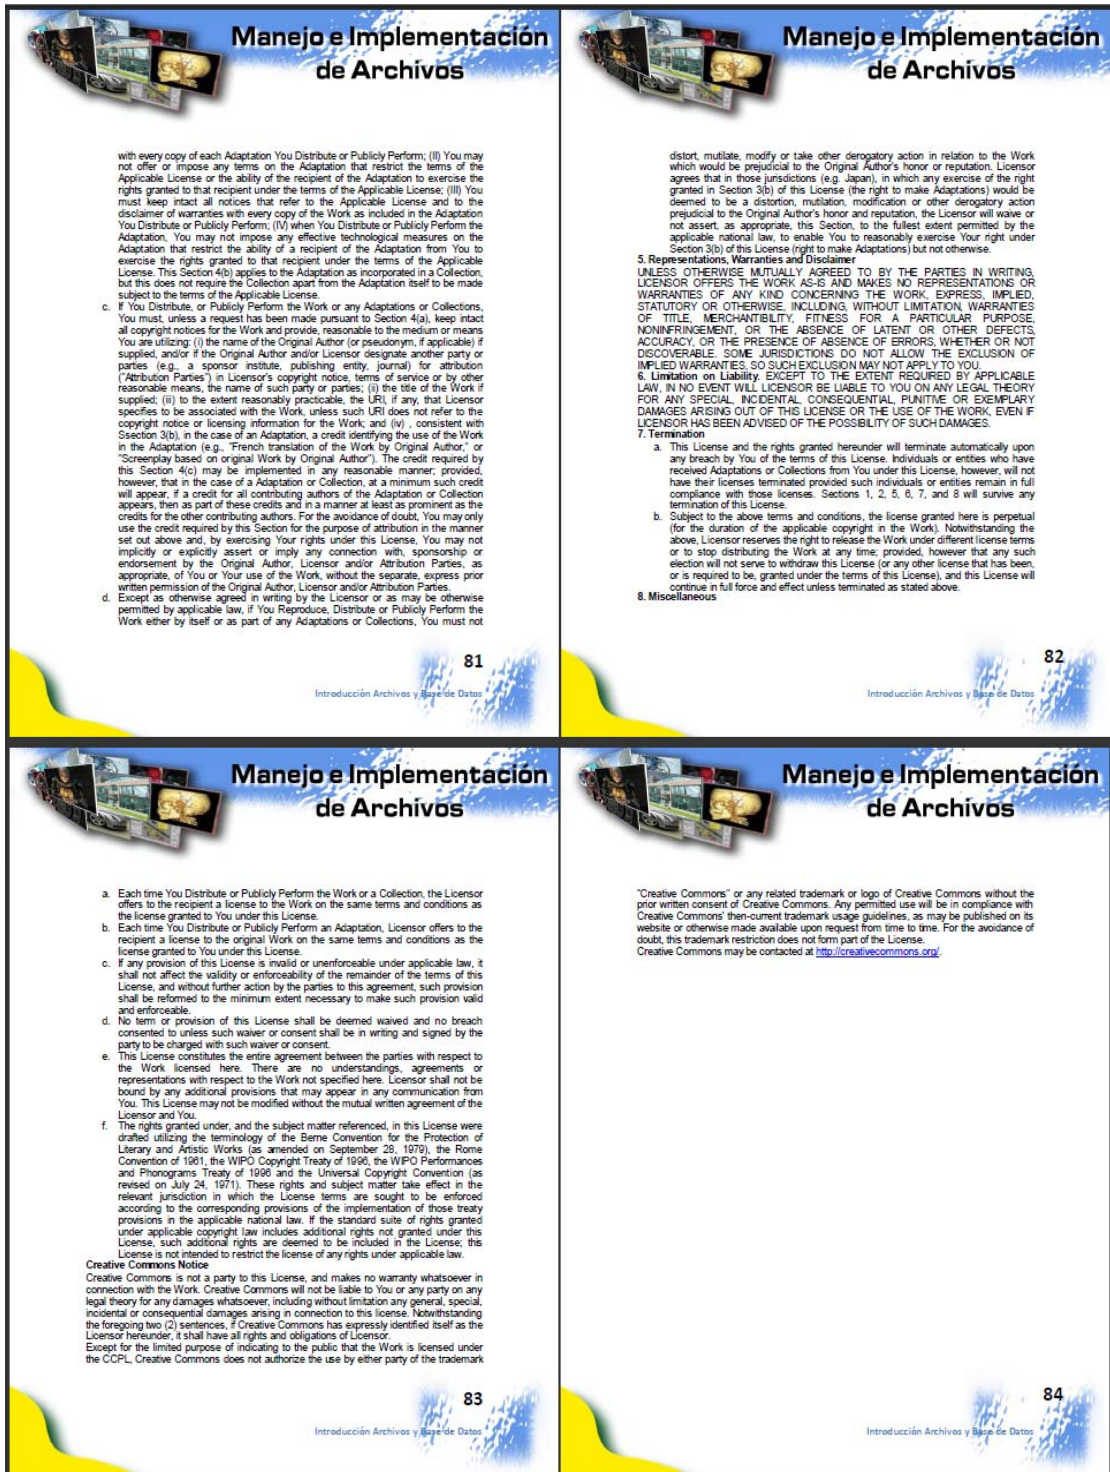 Manejo e Implementación
de Archivos
with every copy of each Adaptation You Distribute or Publicly Perform; (II) You may
not offer or impose any terms on the Adaptation that restrict the terms of the
Applicable License or the ability of the recipient of the Adaptation to exercise the
rights granted to that recipient under the terms of the Applicable License; (III) You
must keep intact all notices that refer to the Applicable License and to the
disclaimer of warranties with every copy of the Work as included in the Adaptation
You Distribute or Publicly Perform; (IV) when You Distribute or Publicly Perform the
Adaptation, You may not impose any effective technological measures on the
Adaptation that restrict the ability of a recipient of the Adaptation from You to
exercise the rights granted to that recipient under the terms of the Applicable
License. This Section 4(b) applies to the Adaptation as incorporated in a Collection,
but this does not require the Collection apart from the Adaptation itself to be made
subject to the terms of the Applicable License.
c. If You Distribute, or Publicly Perform the Work or any Adaptations or Collections,
You must, unless a request has been made pursuant to Section 4(a), keep intact
all copyright notices for the Work and provide, reasonable to the medium or means
You are utilizing: (i) the name of the Original Author (or pseudonym, if applicable) if
supplied, and/or if the Original Author and/or Licensor designate another party or
parties (e.g., a sponsor institute, publishing entity, journal) for attribution
("Attribution Parties") in Licensor's copyright notice, terms of service or by other
reasonable means, the name of such party or parties; (ii) the title of the Work if
supplied; (iii) to the extent reasonably practicable, the URI, if any, that Licensor
specifies to be associated with the Work, unless such URI does not refer to the
copyright notice or licensing information for the Work; and (iv) , consistent with
Ssection 3(b), in the case of an Adaptation, a credit identifying the use of the Work
in the Adaptation (e.g., "French translation of the Work by Original Author," or
"Screenplay based on original Work by Original Author"). The credit required by
this Section 4(c) may be implemented in any reasonable manner; provided,
however, that in the case of a Adaptation or Collection, at a minimum such credit
will appear, if a credit for all contributing authors of the Adaptation or Collection
appears, then as part of these credits and in a manner at least as prominent as the
credits for the other contributing authors. For the avoidance of doubt, You may only
use the credit required by this Section for the purpose of attribution in the manner
set out above and, by exercising Your rights under this License, You may not
implicitly or explicitly assert or imply any connection with, sponsorship or
endorsement by the Original Author, Licensor and/or Attribution Parties, as
appropriate, of You or Your use of the Work, without the separate, express prior
written permission of the Original Author, Licensor and/or Attribution Parties.
d. Except as otherwise agreed in writing by the Licensor or as may be otherwise
permitted by applicable law, if You Reproduce, Distribute or Publicly Perform the
Work either by itself or as part of any Adaptations or Collections, You must not
81
Introducción Archivos y Base de Datos
Manejo e Implementación
de Archivos
distort, mutilate, modify or take other derogatory action in relation to the Work
which would be prejudicial to the Original Author's honor or reputation. Licensor
agrees that in those jurisdictions (e.g. Japan), in which any exercise of the right
granted in Section 3(b) of this License (the right to make Adaptations) would be
deemed to be a distortion, mutilation, modification or other derogatory action
prejudicial to the Original Author's honor and reputation, the Licensor will waive or
not assert, as appropriate, this Section, to the fullest extent permitted by the
applicable national law, to enable You to reasonably exercise Your right under
Section 3(b) of this License (right to make Adaptations) but not otherwise.
5. Representations, Warranties and Disclaimer
UNLESS OTHERWISE MUTUALLY AGREED TO BY THE PARTIES IN WRITING,
LICENSOR OFFERS THE WORK AS-IS AND MAKES NO REPRESENTATIONS OR
WARRANTIES OF ANY KIND CONCERNING THE WORK, EXPRESS, IMPLIED,
STATUTORY OR OTHERWISE, INCLUDING, WITHOUT LIMITATION, WARRANTIES
OF TITLE, MERCHANTIBILITY, FITNESS FOR A PARTICULAR PURPOSE,
NONINFRINGEMENT, OR THE ABSENCE OF LATENT OR OTHER DEFECTS,
ACCURACY, OR THE PRESENCE OF ABSENCE OF ERRORS, WHETHER OR NOT
DISCOVERABLE. SOME JURISDICTIONS DO NOT ALLOW THE EXCLUSION OF
IMPLIED WARRANTIES, SO SUCH EXCLUSION MAY NOT APPLY TO YOU.
6. Limitation on Liability. EXCEPT TO THE EXTENT REQUIRED BY APPLICABLE
LAW, IN NO EVENT WILL LICENSOR BE LIABLE TO YOU ON ANY LEGAL THEORY
FOR ANY SPECIAL, INCIDENTAL, CONSEQUENTIAL, PUNITIVE OR EXEMPLARY
DAMAGES ARISING OUT OF THIS LICENSE OR THE USE OF THE WORK, EVEN IF
LICENSOR HAS BEEN ADVISED OF THE POSSIBILITY OF SUCH DAMAGES.
7. Termination
a. This License and the rights granted hereunder will terminate automatically upon
any breach by You of the terms of this License. Individuals or entities who have
received Adaptations or Collections from You under this License, however, will not
have their licenses terminated provided such individuals or entities remain in full
compliance with those licenses. Sections 1, 2, 5, 6, 7, and 8 will survive any
termination of this License.
b. Subject to the above terms and conditions, the license granted here is perpetual
(for the duration of the applicable copyright in the Work). Notwithstanding the
above, Licensor reserves the right to release the Work under different license terms
or to stop distributing the Work at any time; provided, however that any such
election will not serve to withdraw this License (or any other license that has been,
or is required to be, granted under the terms of this License), and this License will
continue in full force and effect unless terminated as stated above.
8. Miscellaneous
82
Introducción Archivos y Base de Datos
Manejo e Implementación
de Archivos
a. Each time You Distribute or Publicly Perform the Work or a Collection, the Licensor
offers to the recipient a license to the Work on the same terms and conditions as
the license granted to You under this License.
b. Each time You Distribute or Publicly Perform an Adaptation, Licensor offers to the
recipient a license to the original Work on the same terms and conditions as the
license granted to You under this License.
c. If any provision of this License is invalid or unenforceable under applicable law, it
shall not affect the validity or enforceability of the remainder of the terms of this
License, and without further action by the parties to this agreement, such provision
shall be reformed to the minimum extent necessary to make such provision valid
and enforceable.
d. No term or provision of this License shall be deemed waived and no breach
consented to unless such waiver or consent shall be in writing and signed by the
party to be charged with such waiver or consent.
e. This License constitutes the entire agreement between the parties with respect to
the Work licensed here. There are no understandings, agreements or
representations with respect to the Work not specified here. Licensor shall not be
bound by any additional provisions that may appear in any communication from
You. This License may not be modified without the mutual written agreement of the
Licensor and You.
f. The rights granted under, and the subject matter referenced, in this License were
drafted utilizing the terminology of the Berne Convention for the Protection of
Literary and Artistic Works (as amended on September 28, 1979), the Rome
Convention of 1961, the WIPO Copyright Treaty of 1996, the WIPO Performances
and Phonograms Treaty of 1996 and the Universal Copyright Convention (as
revised on July 24, 1971). These rights and subject matter take effect in the
relevant jurisdiction in which the License terms are sought to be enforced
according to the corresponding provisions of the implementation of those treaty
provisions in the applicable national law. If the standard suite of rights granted
under applicable copyright law includes additional rights not granted under this
License, such additional rights are deemed to be included in the License; this
License is not intended to restrict the license of any rights under applicable law.
Creative Commons Notice
Creative Commons is not a party to this License, and makes no warranty whatsoever in
connection with the Work. Creative Commons will not be liable to You or any party on any
legal theory for any damages whatsoever, including without limitation any general, special,
incidental or consequential damages arising in connection to this license. Notwithstanding
the foregoing two (2) sentences, if Creative Commons has expressly identified itself as the
Licensor hereunder, it shall have all rights and obligations of Licensor.
Except for the limited purpose of indicating to the public that the Work is licensed under
the CCPL, Creative Commons does not authorize the use by either party of the trademark
83
Introducción Archivos y Base de Datos
Manejo e Implementación
de Archivos
"Creative Commons" or any related trademark or logo of Creative Commons without the
prior written consent of Creative Commons. Any permitted use will be in compliance with
Creative Commons' then-current trademark usage guidelines, as may be published on its
website or otherwise made available upon request from time to time. For the avoidance of
doubt, this trademark restriction does not form part of the License.
Creative Commons may be contacted at http://creativecommons.org/.
84
Introducción Archivos y Base de Datos